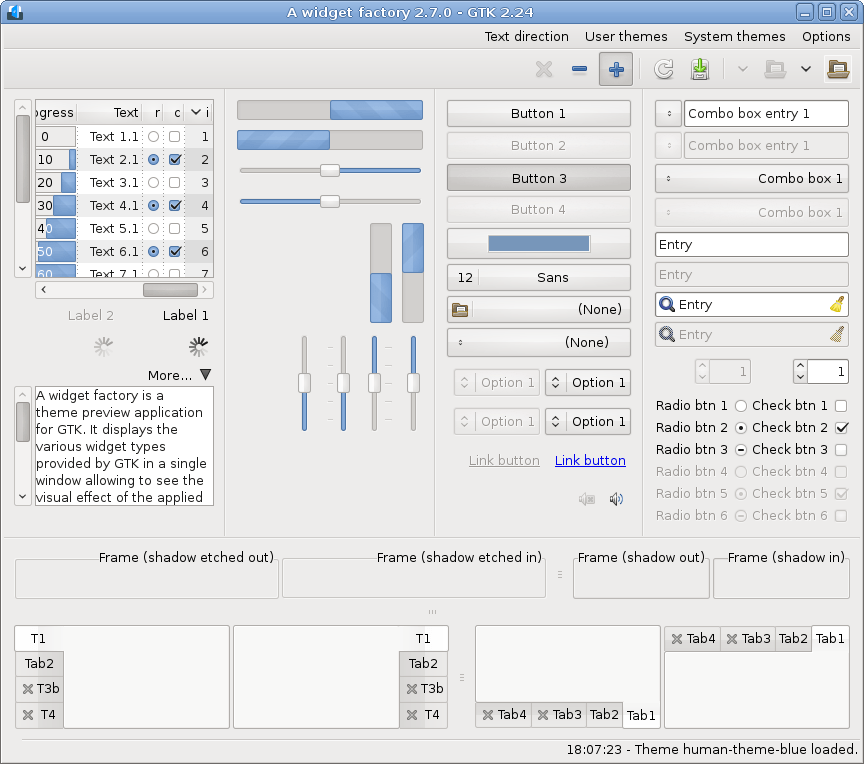 A widget factory 2.7.0 - GTK 2.24
Text direction User themes System themes Options
ogress Text r c i
0 Text 1.1 1
10 Text 2.1 2
20 Text 3.1 3
30 Text 4.1 4
40 Text 5.1 5
50 Text 6.1 6
60 Text 7.1 7
Label 2 Label 1
More...
A widget factory is a
theme preview application
for GTK. It displays the
various widget types
provided by GTK in a single
window allowing to see the
visual effect of the applied
Button 1
Button 2
Button 3
Button 4
12 Sans
(None)
(None)
Option 1 Option 1
Option 1 Option 1
Link button Link button
Combo box entry 1
Combo box entry 1
Combo box 1
Combo box 1
Entry
Entry
Entry
Entry
1 1
Radio btn 1 Check btn 1
Radio btn 2 Check btn 2
Radio btn 3 Check btn 3
Radio btn 4 Check btn 4
Radio btn 5 Check btn 5
Radio btn 6 Check btn 6
Frame (shadow etched out) Frame (shadow etched in) Frame (shadow out) Frame (shadow in)
T1
Tab2
T3b
T4
T1
Tab2
T3b
T4
Tab4 Tab3 Tab2 Tab1
Tab4 Tab3 Tab2 Tab1
18:07:23 - Theme human-theme-blue loaded.